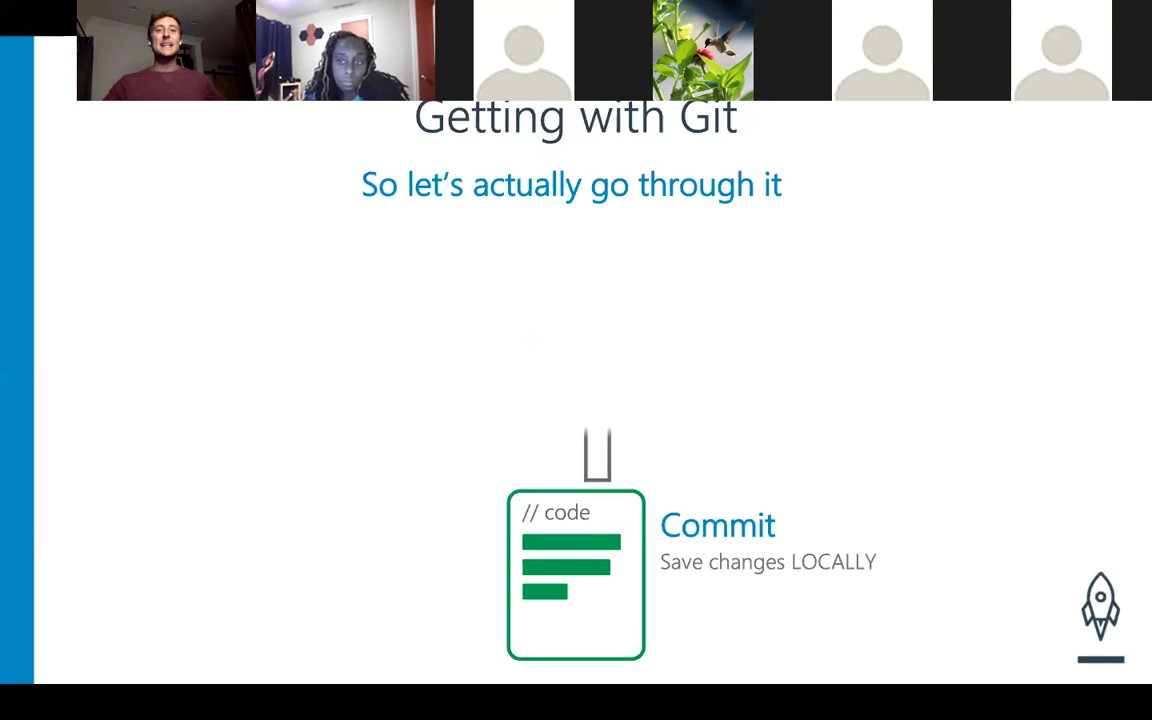 Getting with Git
So let's actually go through it
// code
Commit
Save changes LOCALLY